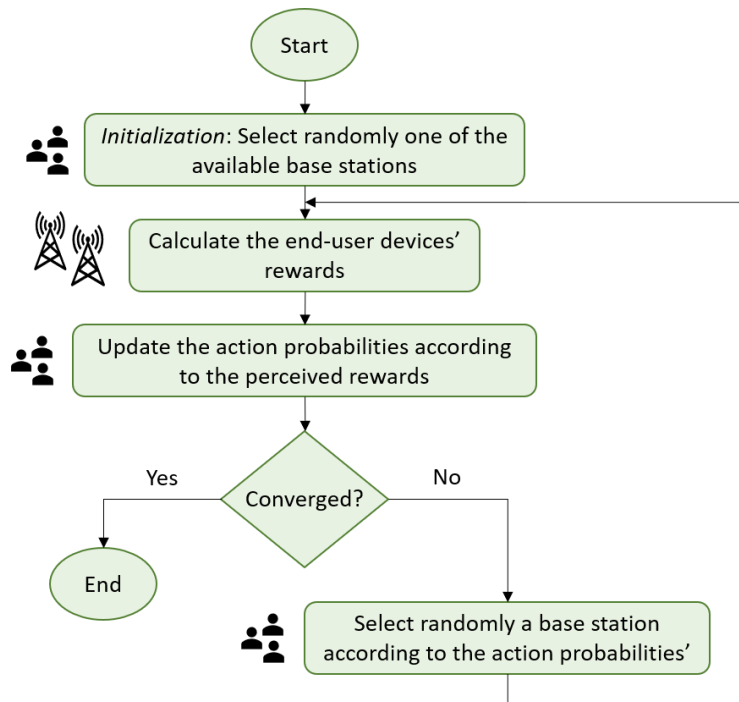 Start
Initialization: Select randomly one of the
available base stations
Calculate the end-user devices’
rewards
Update the action probabilities according
to the perceived rewards
Yes
Converged?
No
End
Select randomly a base station
according to the action probabilities’